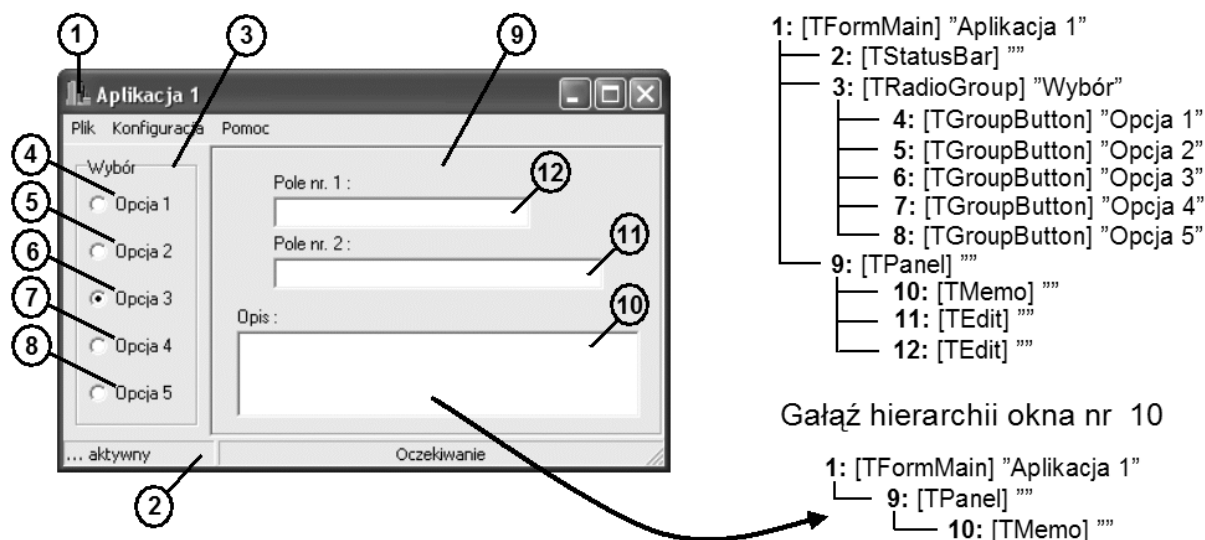 1
3
9
Aplikacja 1
Plik Konfiguracja Pomoc
4
Wybór
Opcja 1
5
Opcja 2
6
Opcja 3
7
Opcja 4
8
Opcja 5
Pole nr. 1 :
12
Pole nr. 2 :
11
Opis :
10
... aktywny
Oczekiwanie
2
1: [TFormMain] ”Aplikacja 1”
2: [TStatusBar] ””
3: [TRadioGroup] ”Wybór”
4: [TGroupButton] ”Opcja 1”
5: [TGroupButton] ”Opcja 2”
6: [TGroupButton] ”Opcja 3”
7: [TGroupButton] ”Opcja 4”
8: [TGroupButton] ”Opcja 5”
9: [TPanel] ””
10: [TMemo] ””
11: [TEdit] ””
12: [TEdit] ””
Gałąź hierarchii okna nr 10
1: [TFormMain] ”Aplikacja 1”
9: [TPanel] ””
10: [TMemo] ””